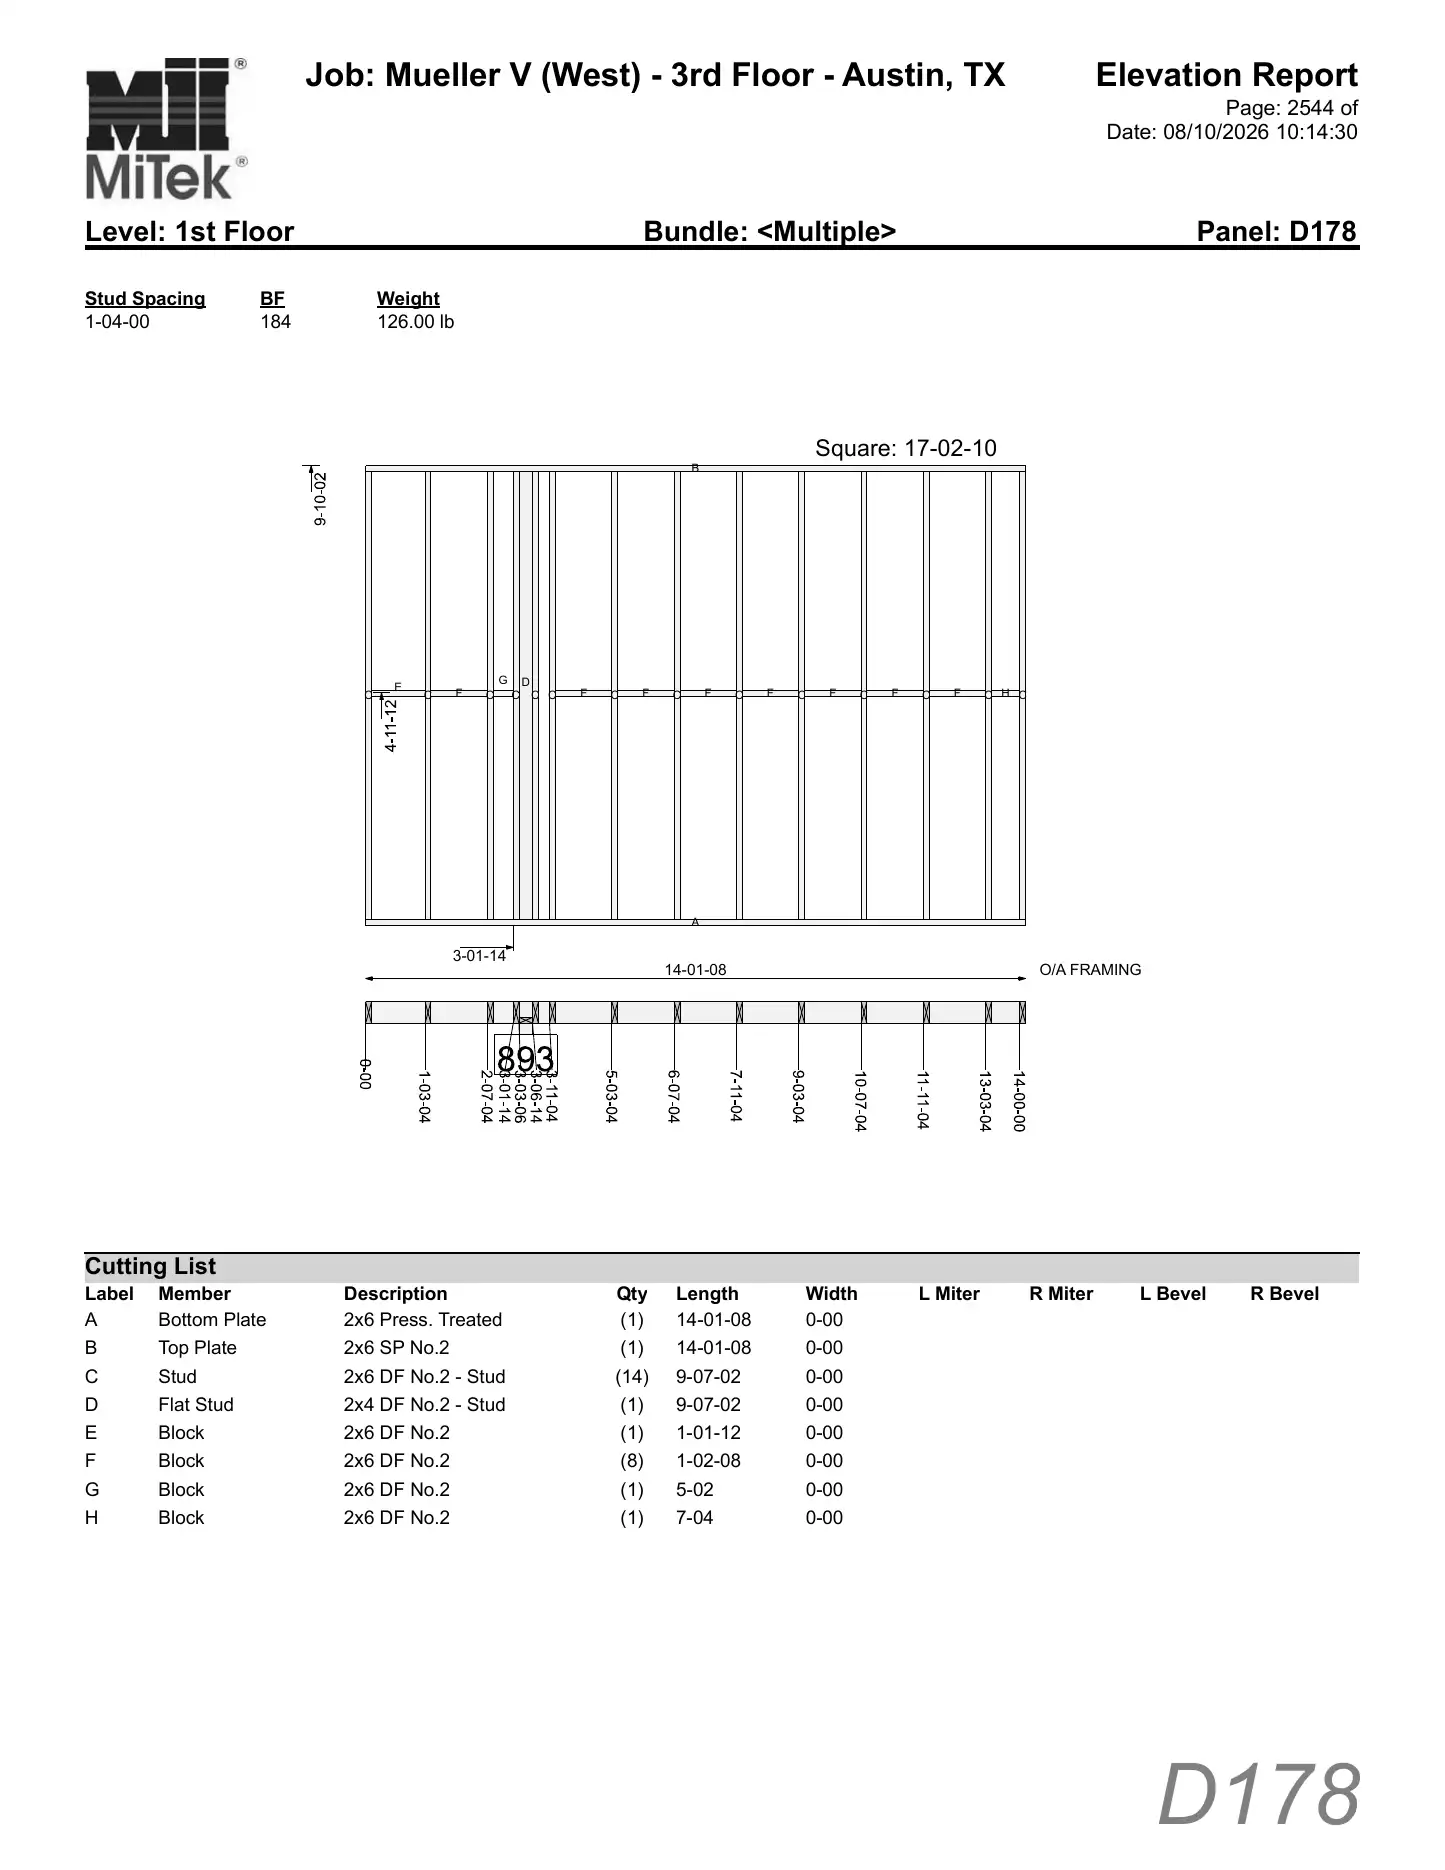 Job: Mueller V (West) - 3rd Floor - Austin, TX
Elevation Report
Page: 2544 of
Date: 08/10/2026 10:14:30
MiTek®
Level: 1st Floor Bundle: <Multiple> Panel: D178
Stud Spacing BF Weight
1-04-00 184 126.00 lb
Square: 17-02-10
B
9-10-02
E F G D F F F F F F F H
4-11-12
A
3-01-14
14-01-08 O/A FRAMING
893
0-00 1-03-04 2-07-04 3-01-14 3-03-06 3-06-14 3-11-04 5-03-04 6-07-04 7-11-04 9-03-04 10-07-04 11-11-04 13-03-04 14-00-00
Cutting List
Label Member Description Qty Length Width L Miter R Miter L Bevel R Bevel
A Bottom Plate 2x6 Press. Treated (1) 14-01-08 0-00
B Top Plate 2x6 SP No.2 (1) 14-01-08 0-00
C Stud 2x6 DF No.2 - Stud (14) 9-07-02 0-00
D Flat Stud 2x4 DF No.2 - Stud (1) 9-07-02 0-00
E Block 2x6 DF No.2 (1) 1-01-12 0-00
F Block 2x6 DF No.2 (8) 1-02-08 0-00
G Block 2x6 DF No.2 (1) 5-02 0-00
H Block 2x6 DF No.2 (1) 7-04 0-00
D178